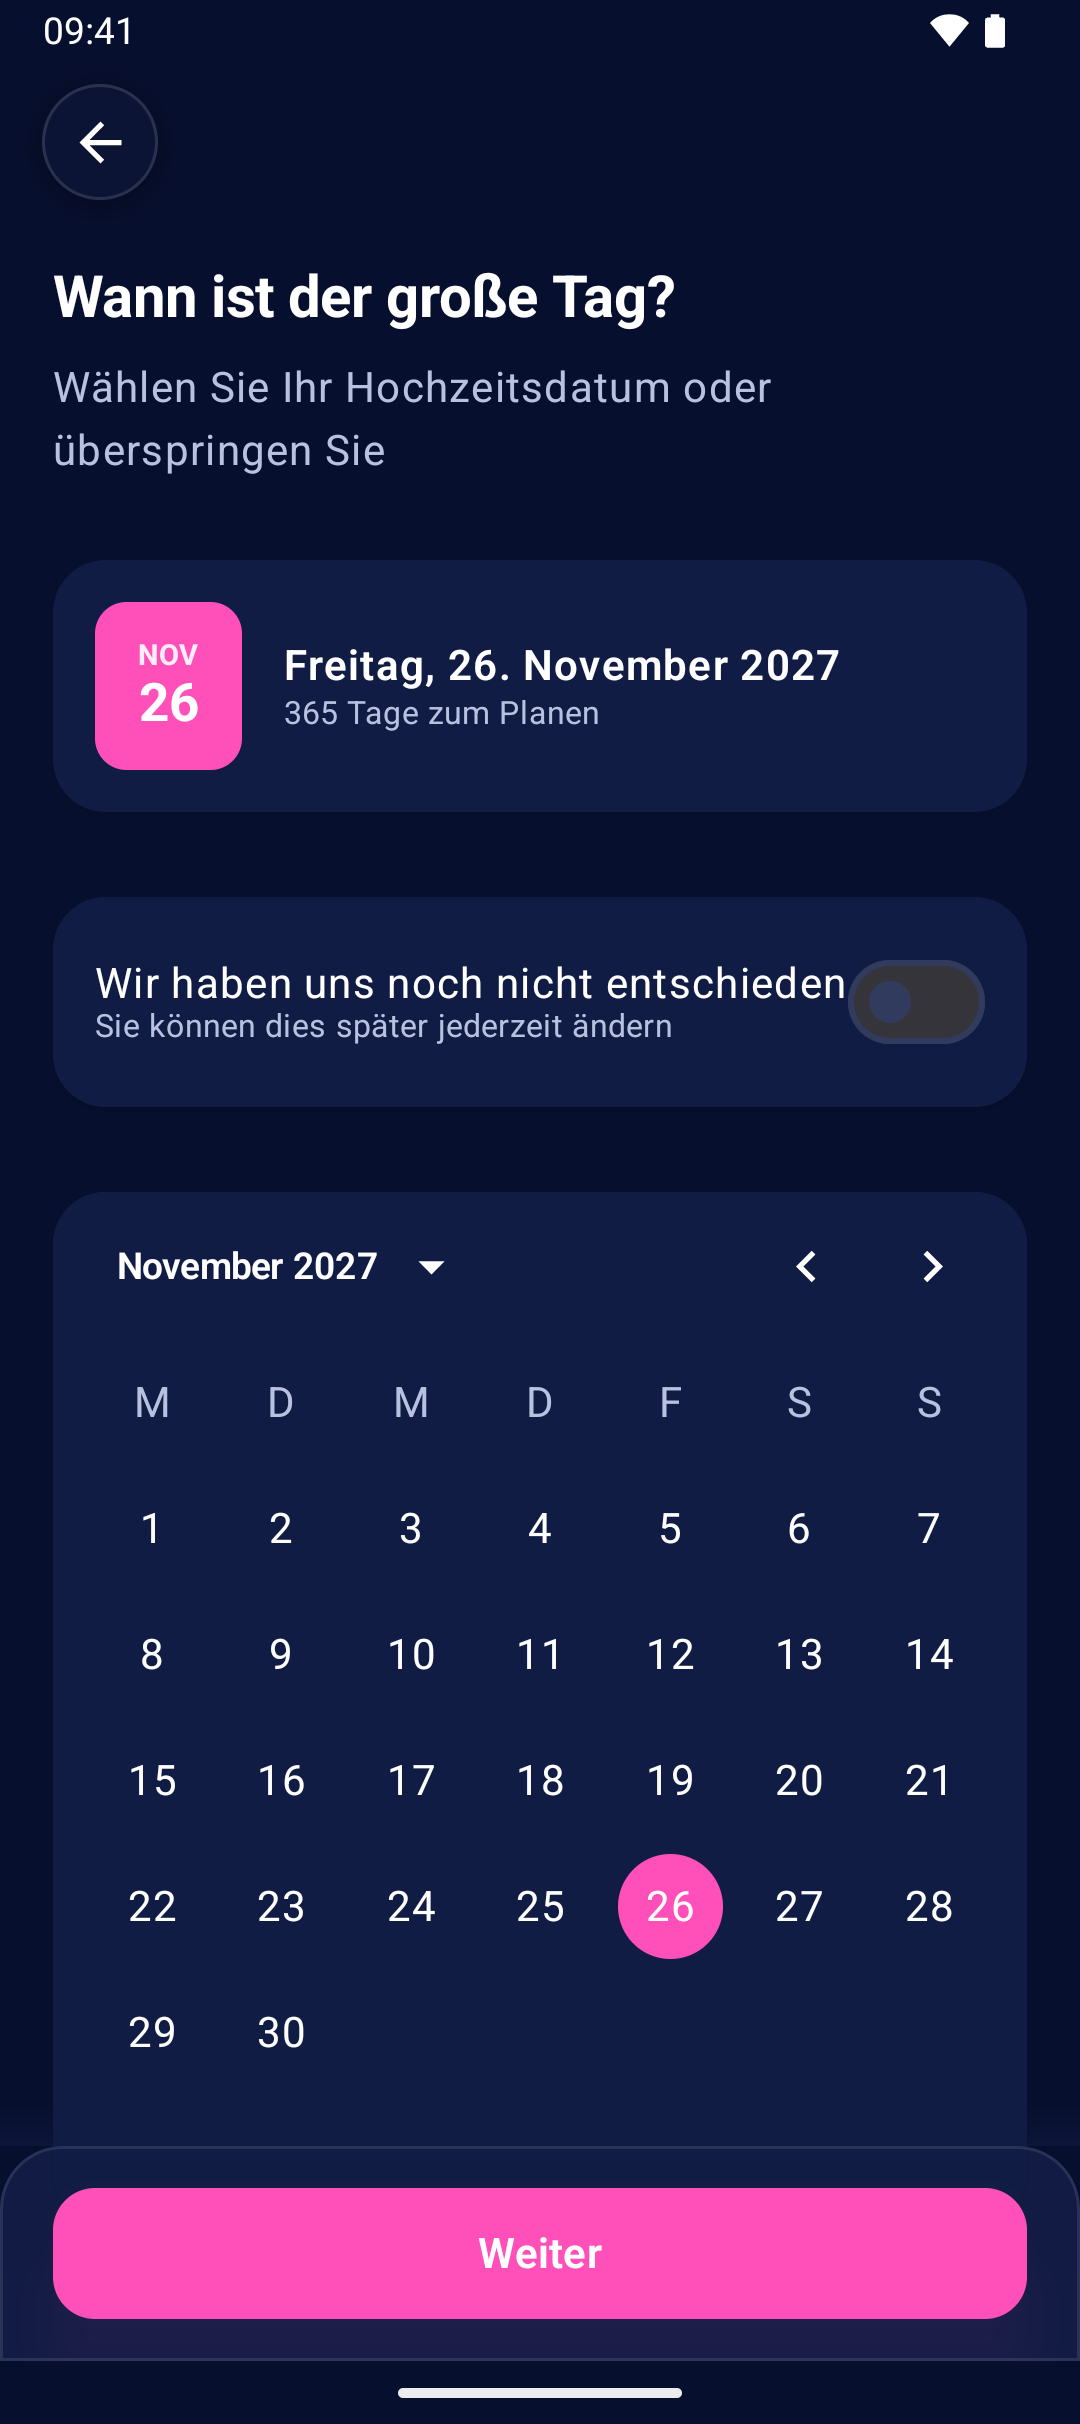 09:41
Wann ist der große Tag?
Wählen Sie Ihr Hochzeitsdatum oder
überspringen Sie
NOV
26
Freitag, 26. November 2027
365 Tage zum Planen
Wir haben uns noch nicht entschieden
Sie können dies später jederzeit ändern
November 2027
M D M D F S S
1 2 3 4 5 6 7
8 9 10 11 12 13 14
15 16 17 18 19 20 21
22 23 24 25 26 27 28
29 30
Weiter